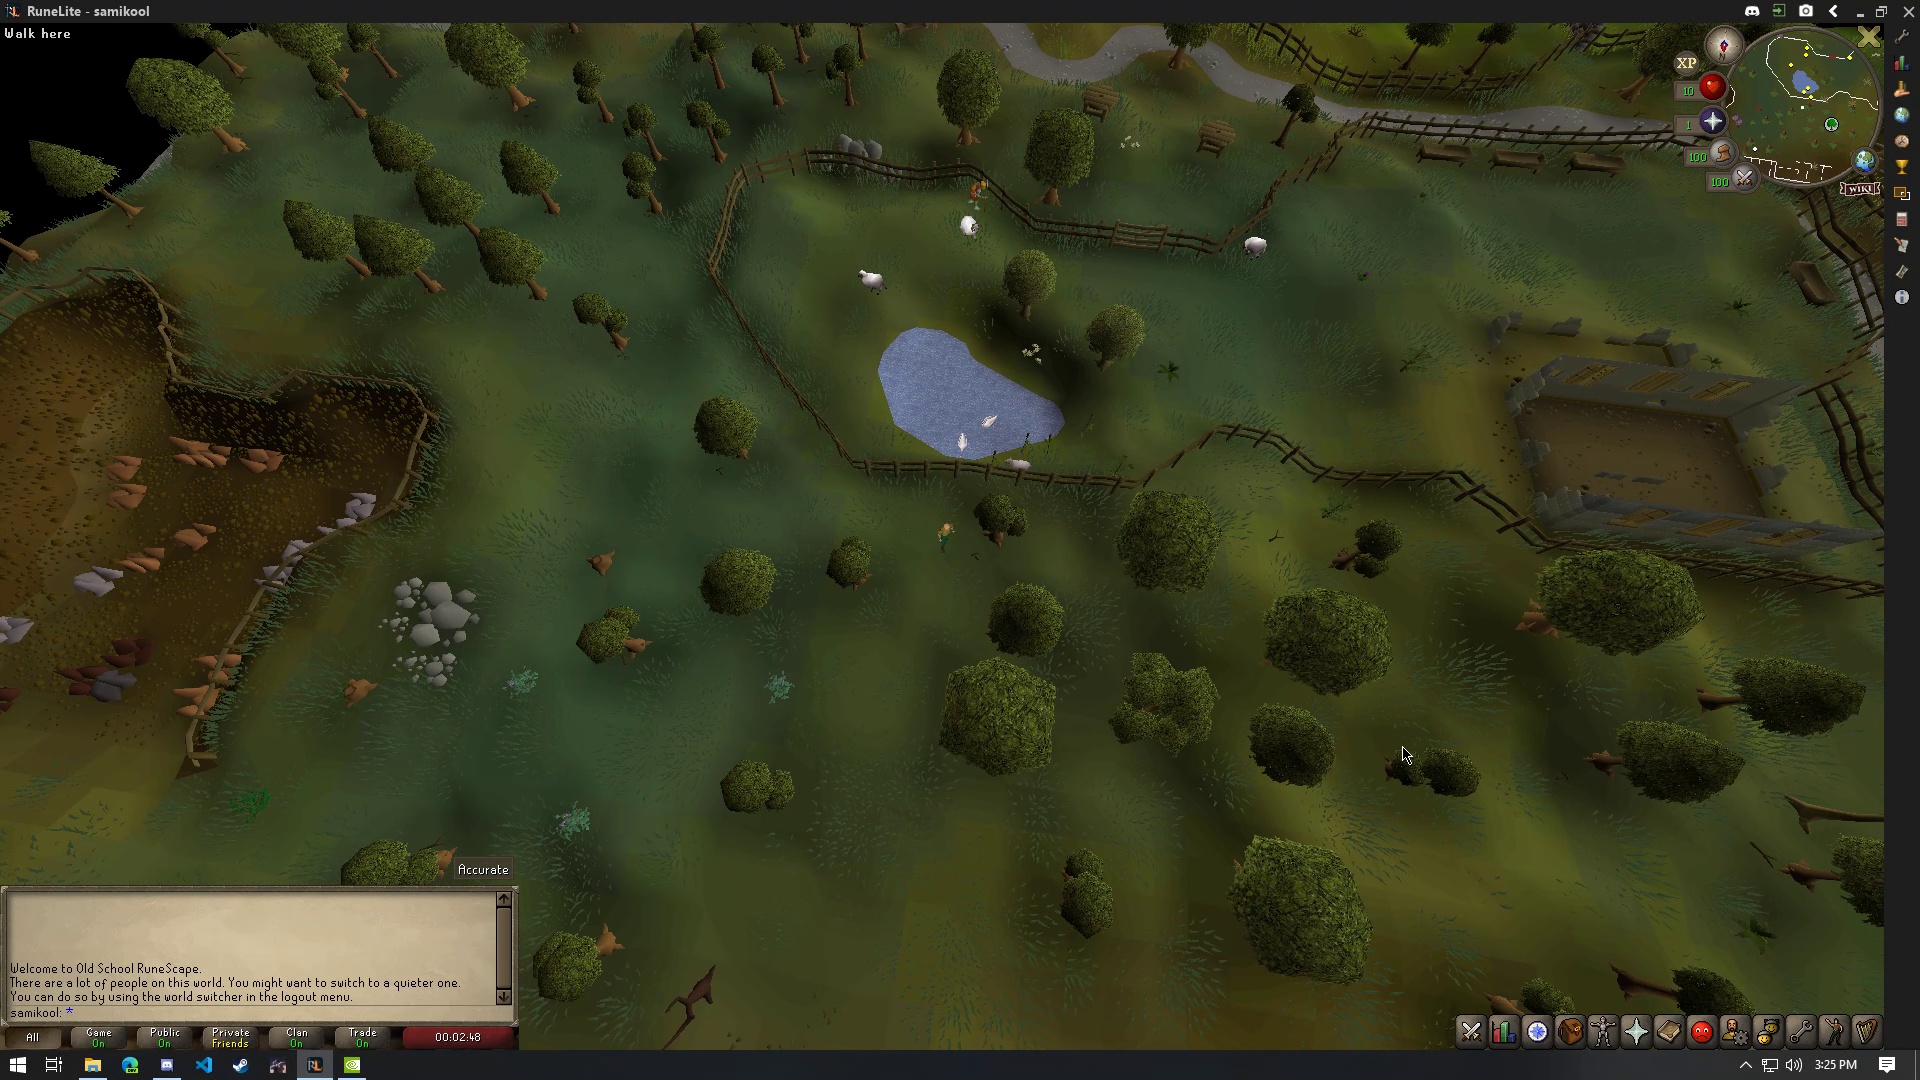 RuneLite - samikool
Walk here
XP
10
1
100
100
WIKI
Accurate
Welcome to Old School RuneScape.
There are a lot of people on this world. You might want to switch to a quieter one.
You can do so by using the world switcher in the logout menu.
samikool: *
All
Game
On
Public
On
Private
Friends
Clan
On
Trade
On
00:02:48
RL
3:25 PM